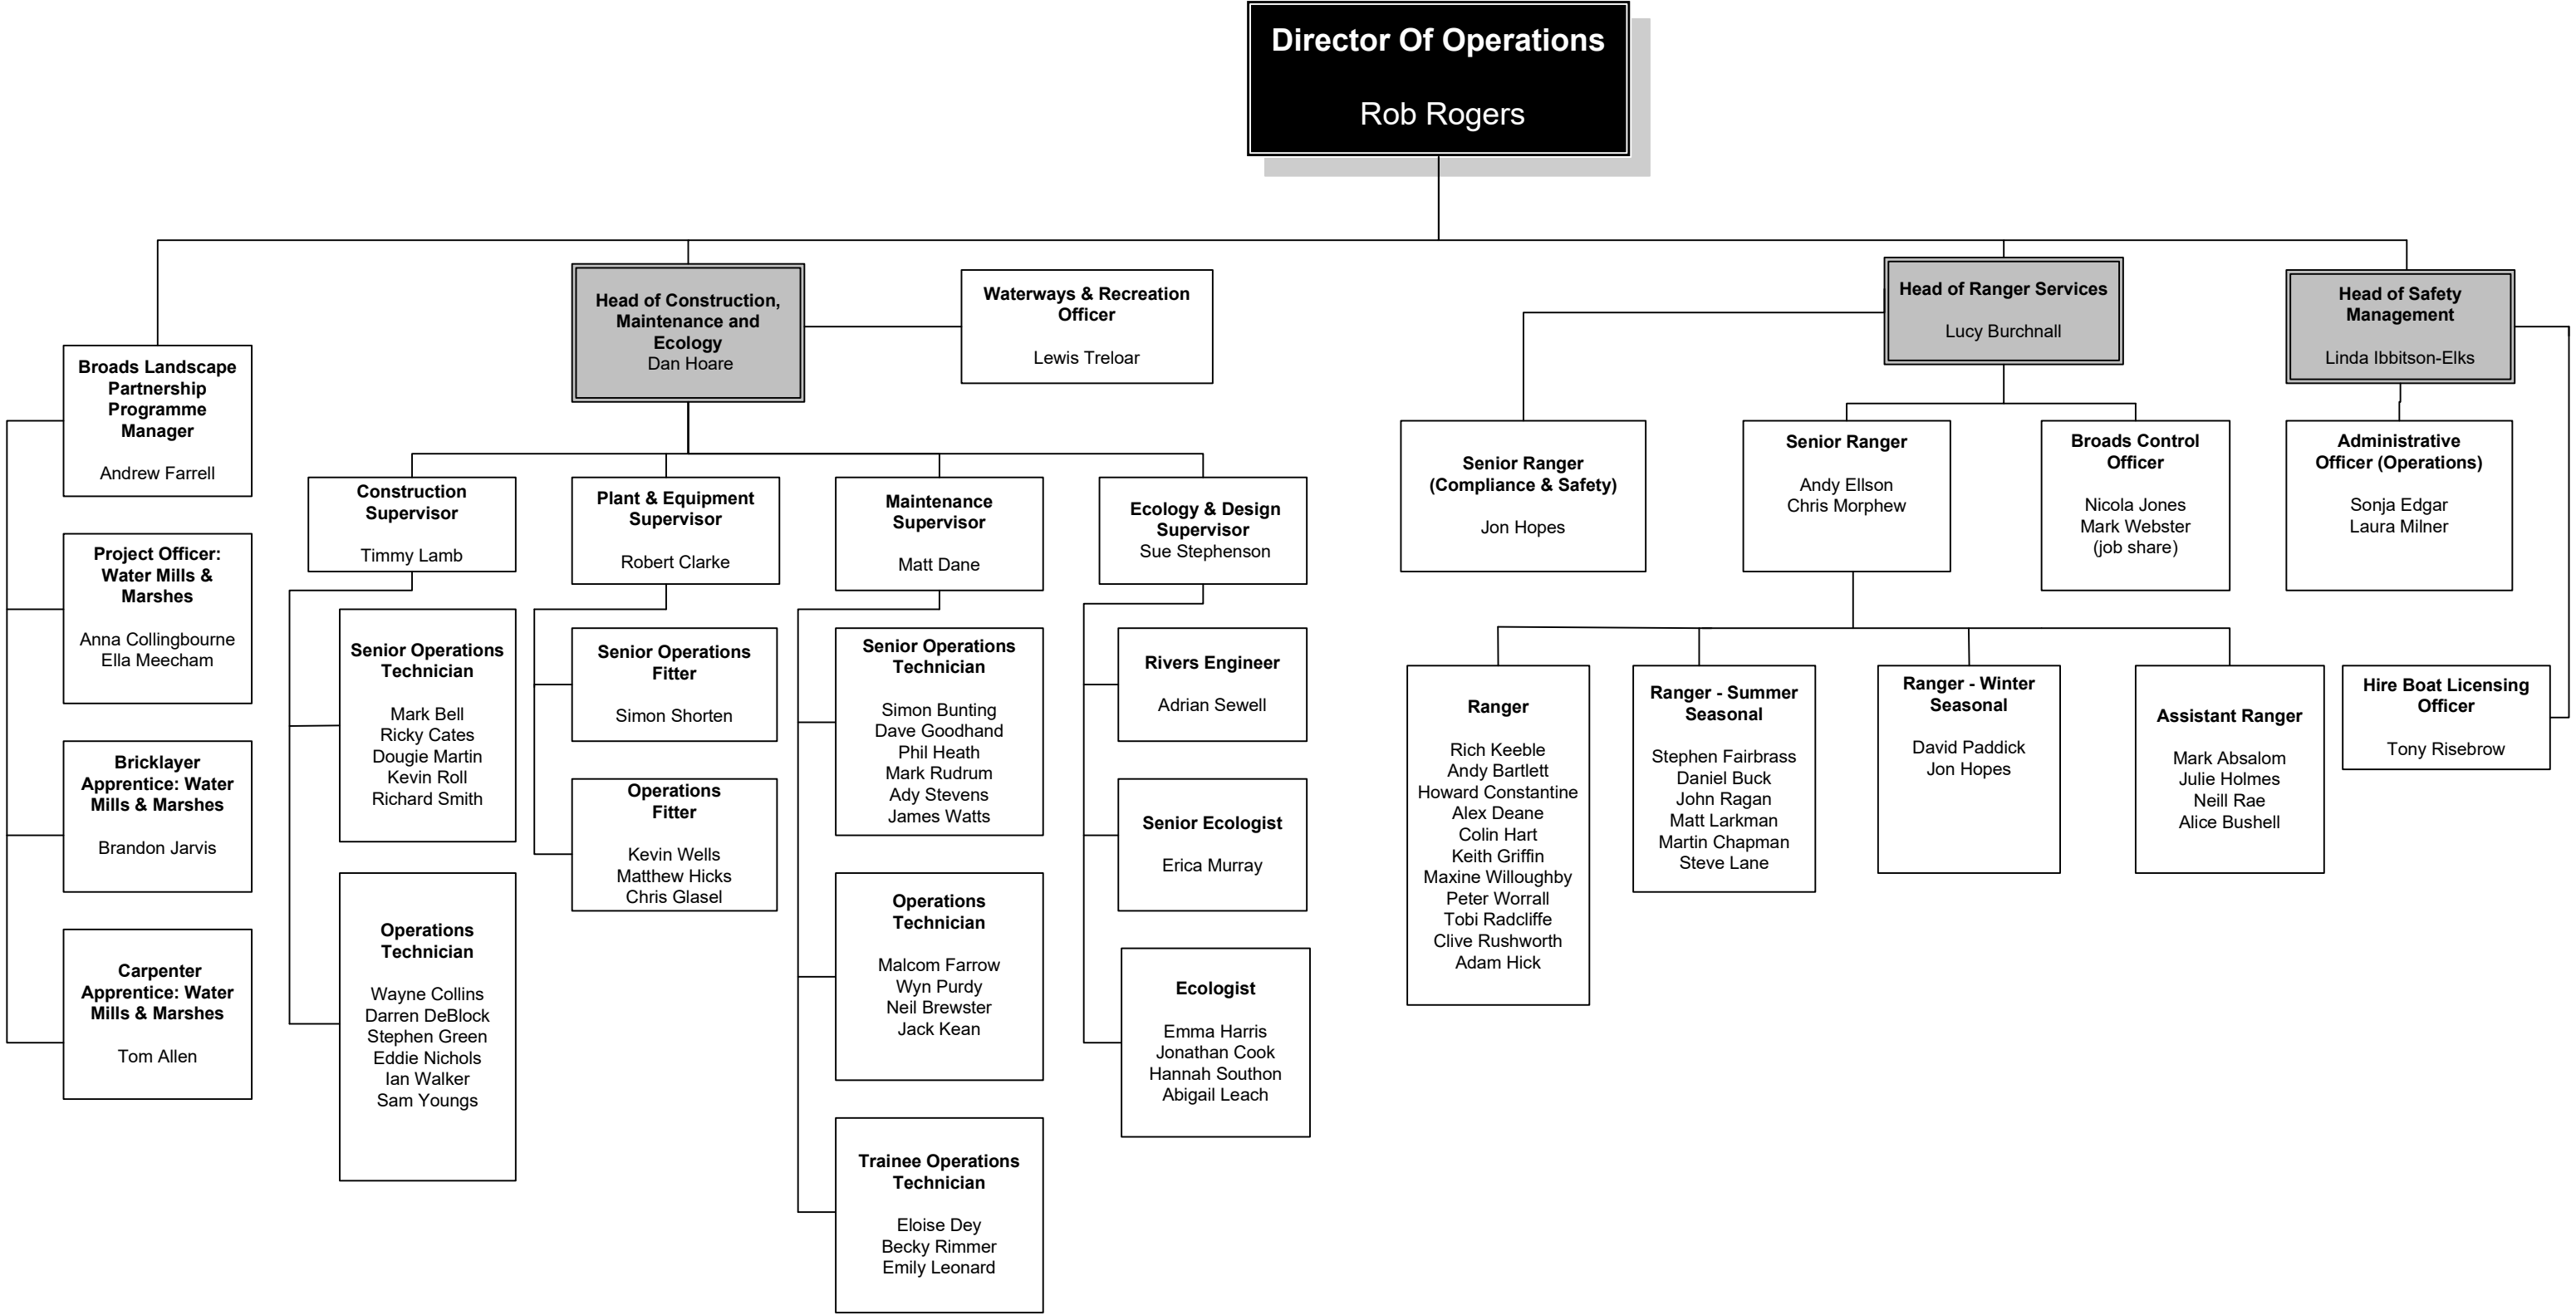 Director Of Operations
Rob Rogers
Head of Construction,
Maintenance and
Ecology
Dan Hoare
Waterways & Recreation
Officer
Lewis Treloar
Head of Ranger Services
Lucy Burchnall
Head of Safety
Management
Linda Ibbitson-Elks
Broads Landscape
Partnership
Programme
Manager
Andrew Farrell
Project Officer:
Water Mills &
Marshes
Anna Collingbourne
Ella Meecham
Bricklayer
Apprentice: Water
Mills & Marshes
Brandon Jarvis
Carpenter
Apprentice: Water
Mills & Marshes
Tom Allen
Construction
Supervisor
Timmy Lamb
Senior Operations
Technician
Mark Bell
Ricky Cates
Dougie Martin
Kevin Roll
Richard Smith
Operations
Technician
Wayne Collins
Darren DeBlock
Stephen Green
Eddie Nichols
Ian Walker
Sam Youngs
Plant & Equipment
Supervisor
Robert Clarke
Senior Operations
Fitter
Simon Shorten
Operations
Fitter
Kevin Wells
Matthew Hicks
Chris Glasel
Maintenance
Supervisor
Matt Dane
Senior Operations
Technician
Simon Bunting
Dave Goodhand
Phil Heath
Mark Rudrum
Ady Stevens
James Watts
Operations
Technician
Malcom Farrow
Wyn Purdy
Neil Brewster
Jack Kean
Trainee Operations
Technician
Eloise Dey
Becky Rimmer
Emily Leonard
Ecology & Design
Supervisor
Sue Stephenson
Rivers Engineer
Adrian Sewell
Senior Ecologist
Erica Murray
Ecologist
Emma Harris
Jonathan Cook
Hannah Southon
Abigail Leach
Senior Ranger
(Compliance & Safety)
Jon Hopes
Senior Ranger
Andy Ellson
Chris Morphew
Broads Control
Officer
Nicola Jones
Mark Webster
(job share)
Administrative
Officer (Operations)
Sonja Edgar
Laura Milner
Ranger
Rich Keeble
Andy Bartlett
Howard Constantine
Alex Deane
Colin Hart
Keith Griffin
Maxine Willoughby
Peter Worrall
Tobi Radcliffe
Clive Rushworth
Adam Hick
Ranger - Summer
Seasonal
Stephen Fairbrass
Daniel Buck
John Ragan
Matt Larkman
Martin Chapman
Steve Lane
Ranger - Winter
Seasonal
David Paddick
Jon Hopes
Assistant Ranger
Mark Absalom
Julie Holmes
Neill Rae
Alice Bushell
Hire Boat Licensing
Officer
Tony Risebrow